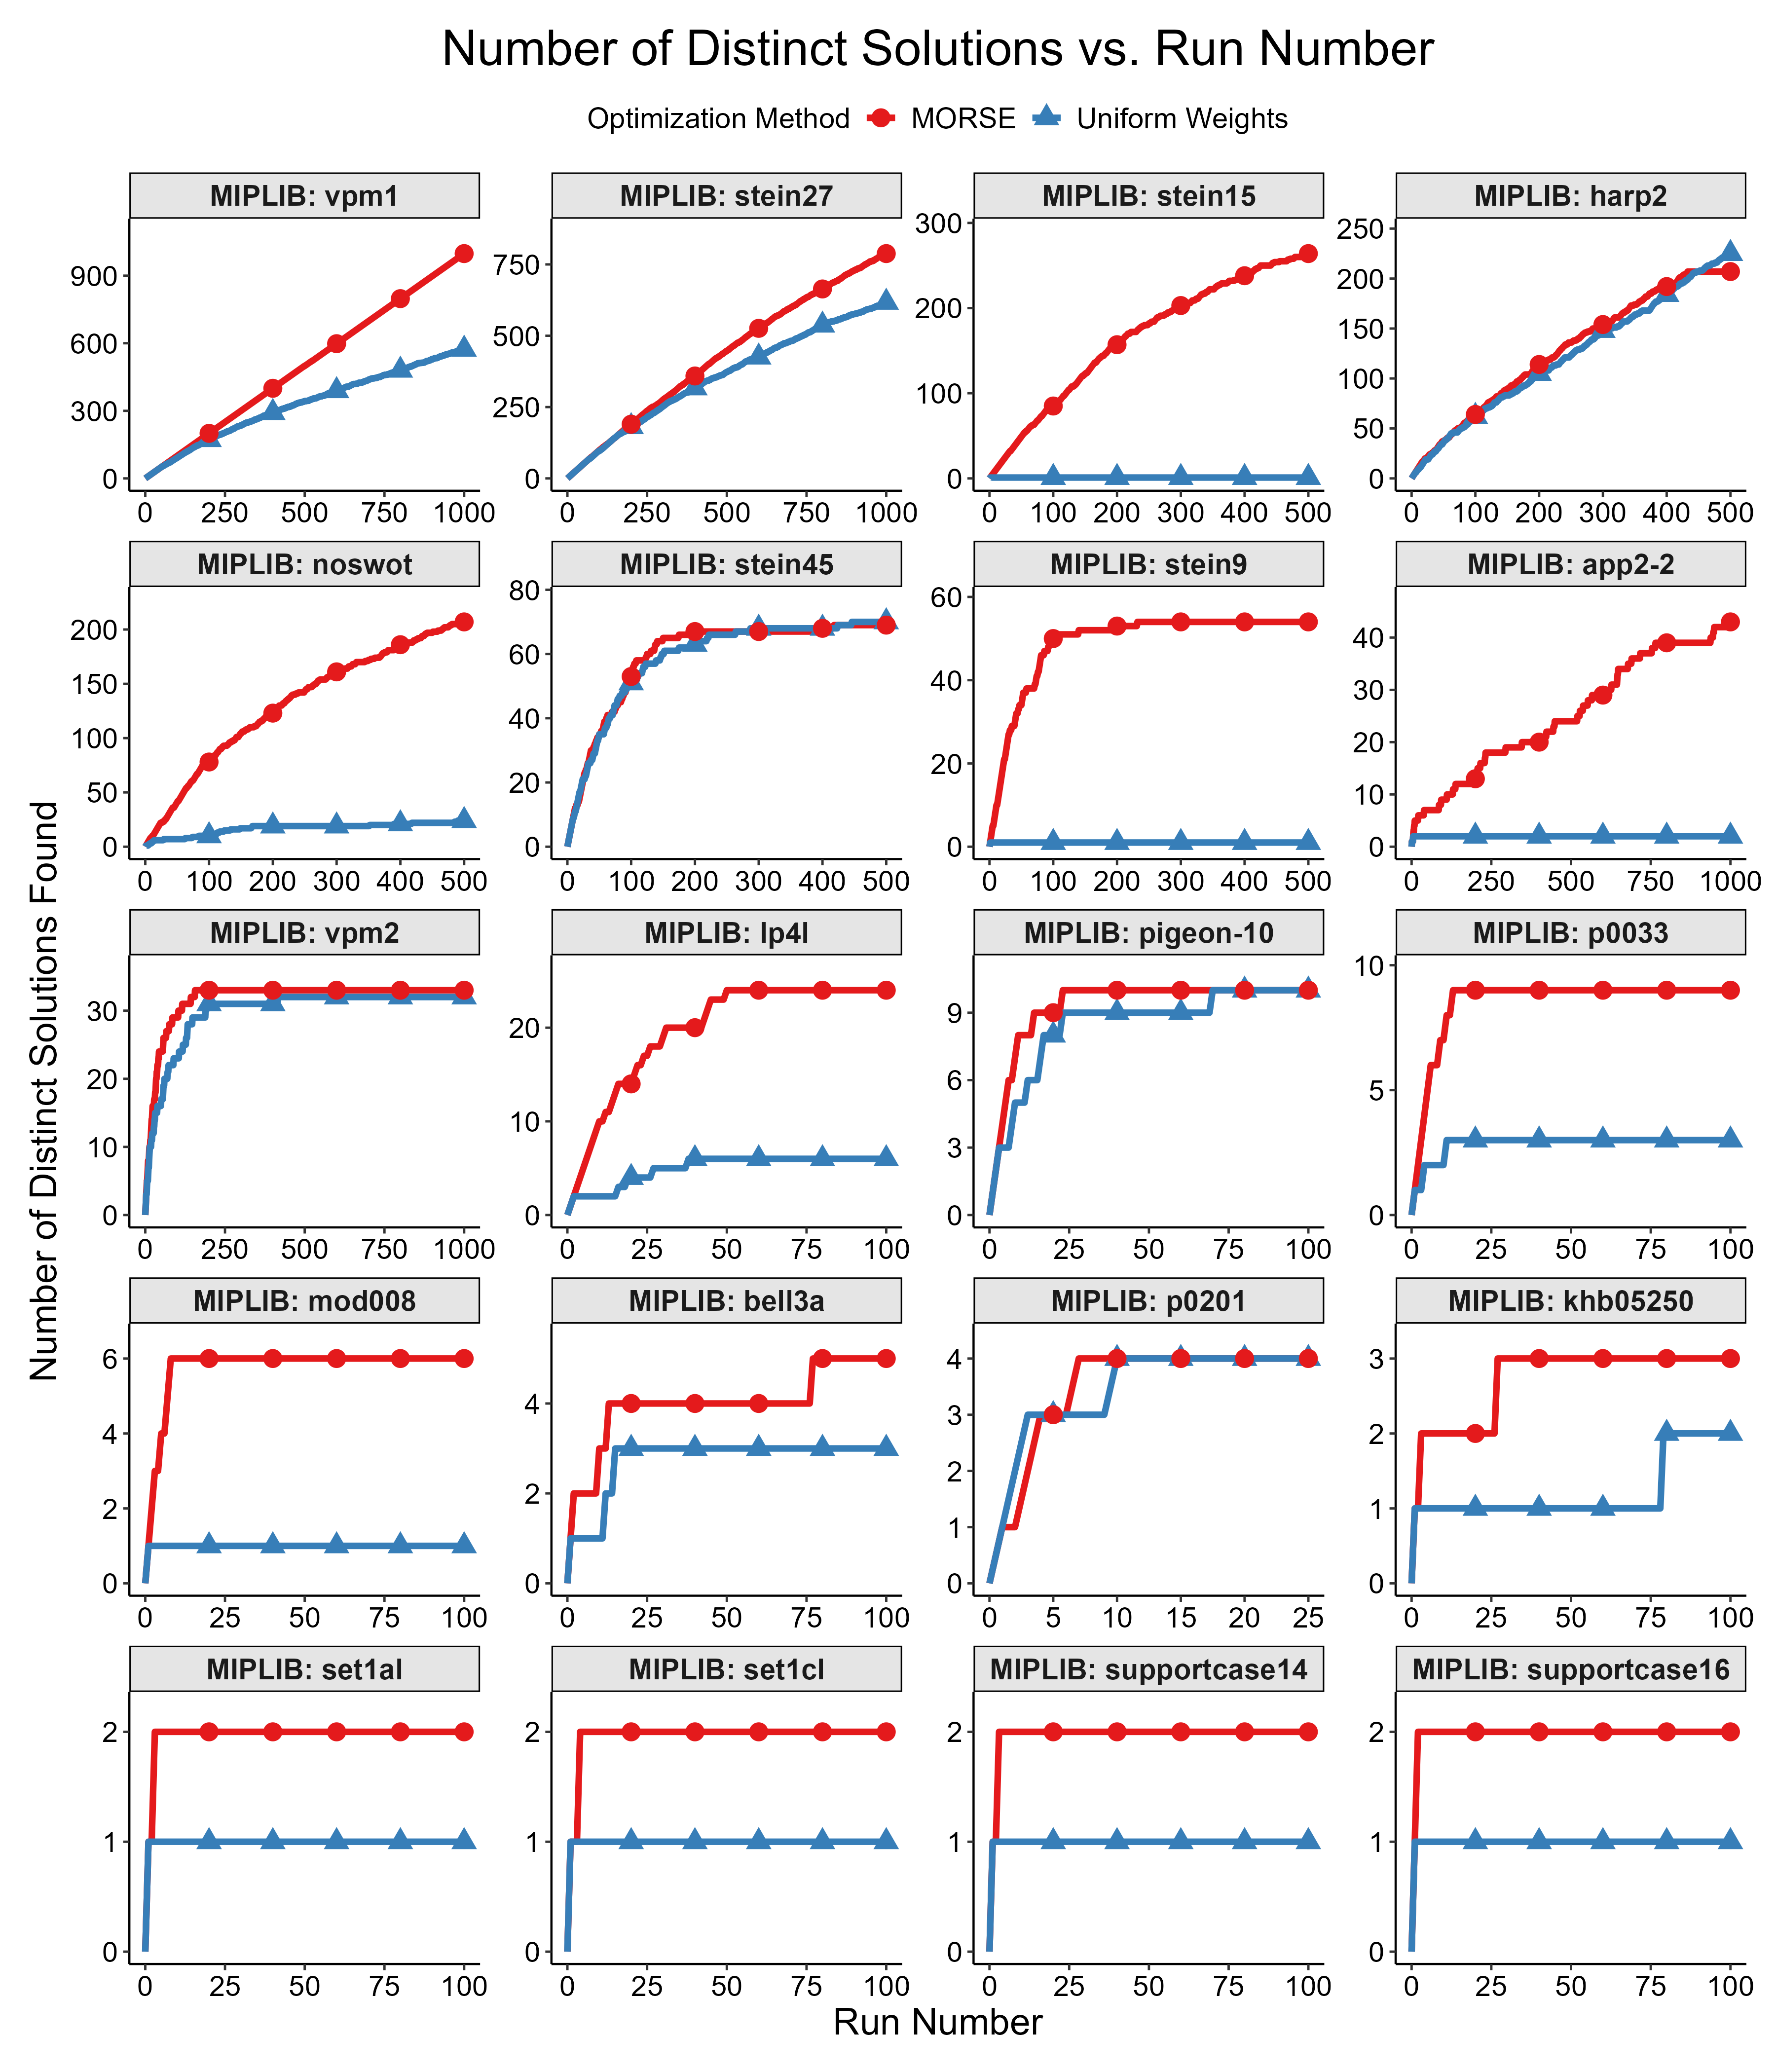 Number of Distinct Solutions vs. Run Number
Optimization Method MORSE Uniform Weights
MIPLIB: vpm1 MIPLIB: stein27 MIPLIB: stein15 MIPLIB: harp2
900
600
300
0
750
500
250
0
300
200
100
0
250
200
150
100
50
0
0 250 500 750 1000
0 250 500 750 1000
0 100 200 300 400 500
0 100 200 300 400 500
MIPLIB: noswot MIPLIB: stein45 MIPLIB: stein9 MIPLIB: app2-2
200
150
100
50
0
80
60
40
20
0
60
40
20
0
40
30
20
10
0
0 100 200 300 400 500
0 100 200 300 400 500
0 100 200 300 400 500
0 250 500 750 1000
Number of Distinct Solutions Found
MIPLIB: vpm2 MIPLIB: lp4l MIPLIB: pigeon-10 MIPLIB: p0033
30
20
10
0
20
10
0
9
6
3
0
10
5
0
0 250 500 750 1000
0 25 50 75 100
0 25 50 75 100
0 25 50 75 100
MIPLIB: mod008 MIPLIB: bell3a MIPLIB: p0201 MIPLIB: khb05250
6
4
2
0
4
2
0
4
3
2
1
0
3
2
1
0
0 25 50 75 100
0 25 50 75 100
0 5 10 15 20 25
0 25 50 75 100
MIPLIB: set1al MIPLIB: set1cl MIPLIB: supportcase14 MIPLIB: supportcase16
2
1
0
2
1
0
2
1
0
2
1
0
0 25 50 75 100
0 25 50 75 100
0 25 50 75 100
0 25 50 75 100
Run Number